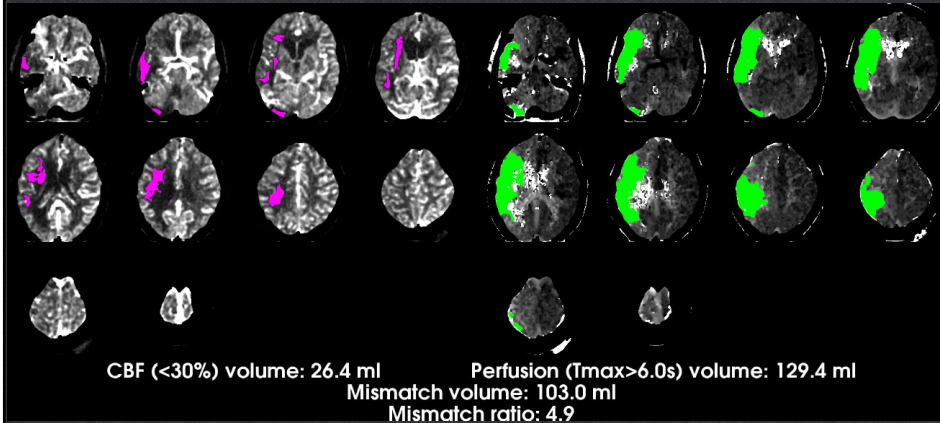 CBF (<30%) volume: 26.4 ml
Perfusion (Tmax>6.0s) volume: 129.4 ml
Mismatch volume: 103.0 ml
Mismatch ratio: 4.9